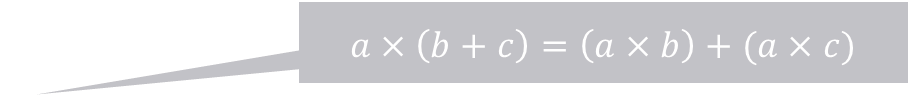 a × (b + c) = (a × b) + (a × c)